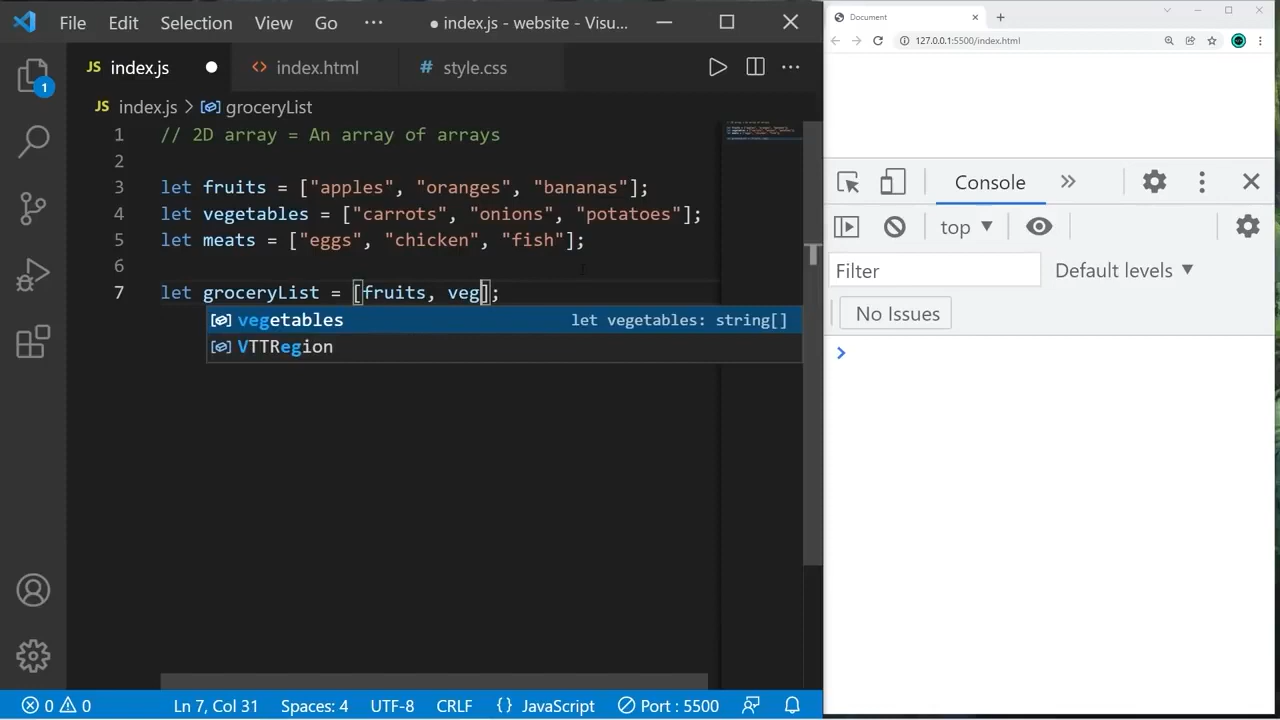 File Edit Selection View Go ··· ● index.js - website - Visu...
JS index.js ● <> index.html # style.css
JS index.js > groceryList
1 // 2D array = An array of arrays
2
3 let fruits = ["apples", "oranges", "bananas"];
4 let vegetables = ["carrots", "onions", "potatoes"];
5 let meats = ["eggs", "chicken", "fish"];
6
7 let groceryList = [fruits, veg];
vegetables let vegetables: string[]
VTTRegion
1
0 0 Ln 7, Col 31 Spaces: 4 UTF-8 CRLF {} JavaScript Port : 5500
Document
127.0.0.1:5500/index.html
Console
top ▼
Filter Default levels ▼
No Issues
>
T